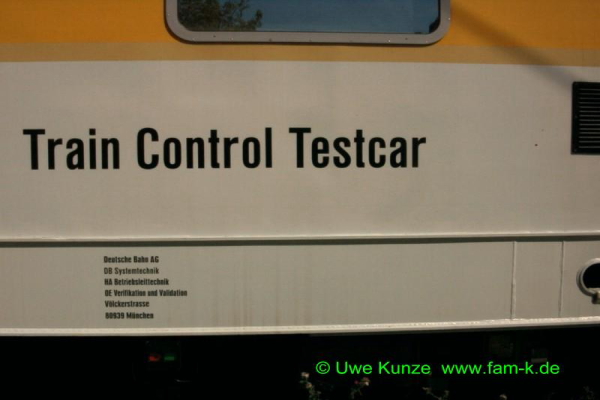 Train Control Testcar
Deutsche Bahn AG
DB Systemtechnik
NA Betriebsleittechnik
OE Verifikation und Validation
Völckerstrasse
80939 München
© Uwe Kunze www.fam-k.de